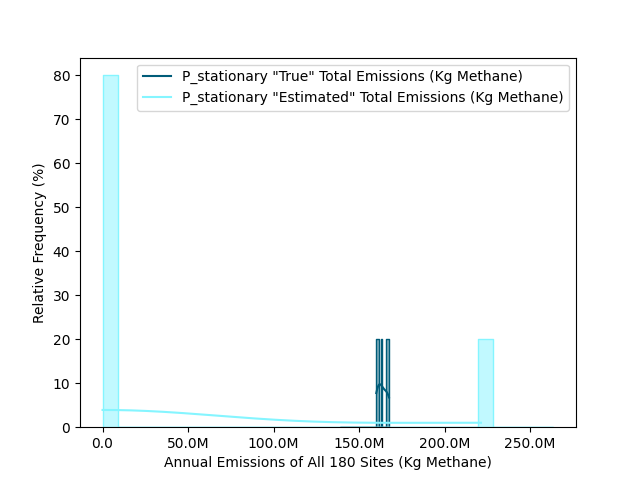 P_stationary "True" Total Emissions (Kg Methane)
P_stationary "Estimated" Total Emissions (Kg Methane)
Relative Frequency (%)
80
70
60
50
40
30
20
10
0
0.0 50.0M 100.0M 150.0M 200.0M 250.0M
Annual Emissions of All 180 Sites (Kg Methane)